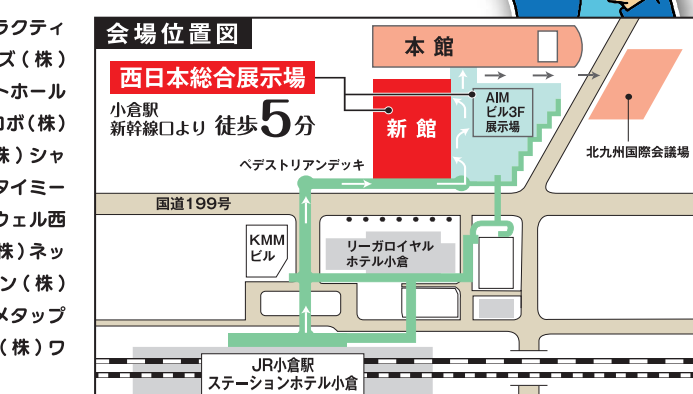 ラクティ
ズ（株）
トホール
ロボ(株)
株）シャ
タイミー
ウェル西
株）ネッ
ン（株）
メタップ
（株）ワ
会場位置図
西日本総合展示場
小倉駅
新幹線口より 徒歩5分
本館
新館
AIM
ビル3F
展示場
北九州国際会議場
ペデストリアンデッキ
国道199号
KMM
ビル
リーガロイヤル
ホテル小倉
JR小倉駅
ステーションホテル小倉